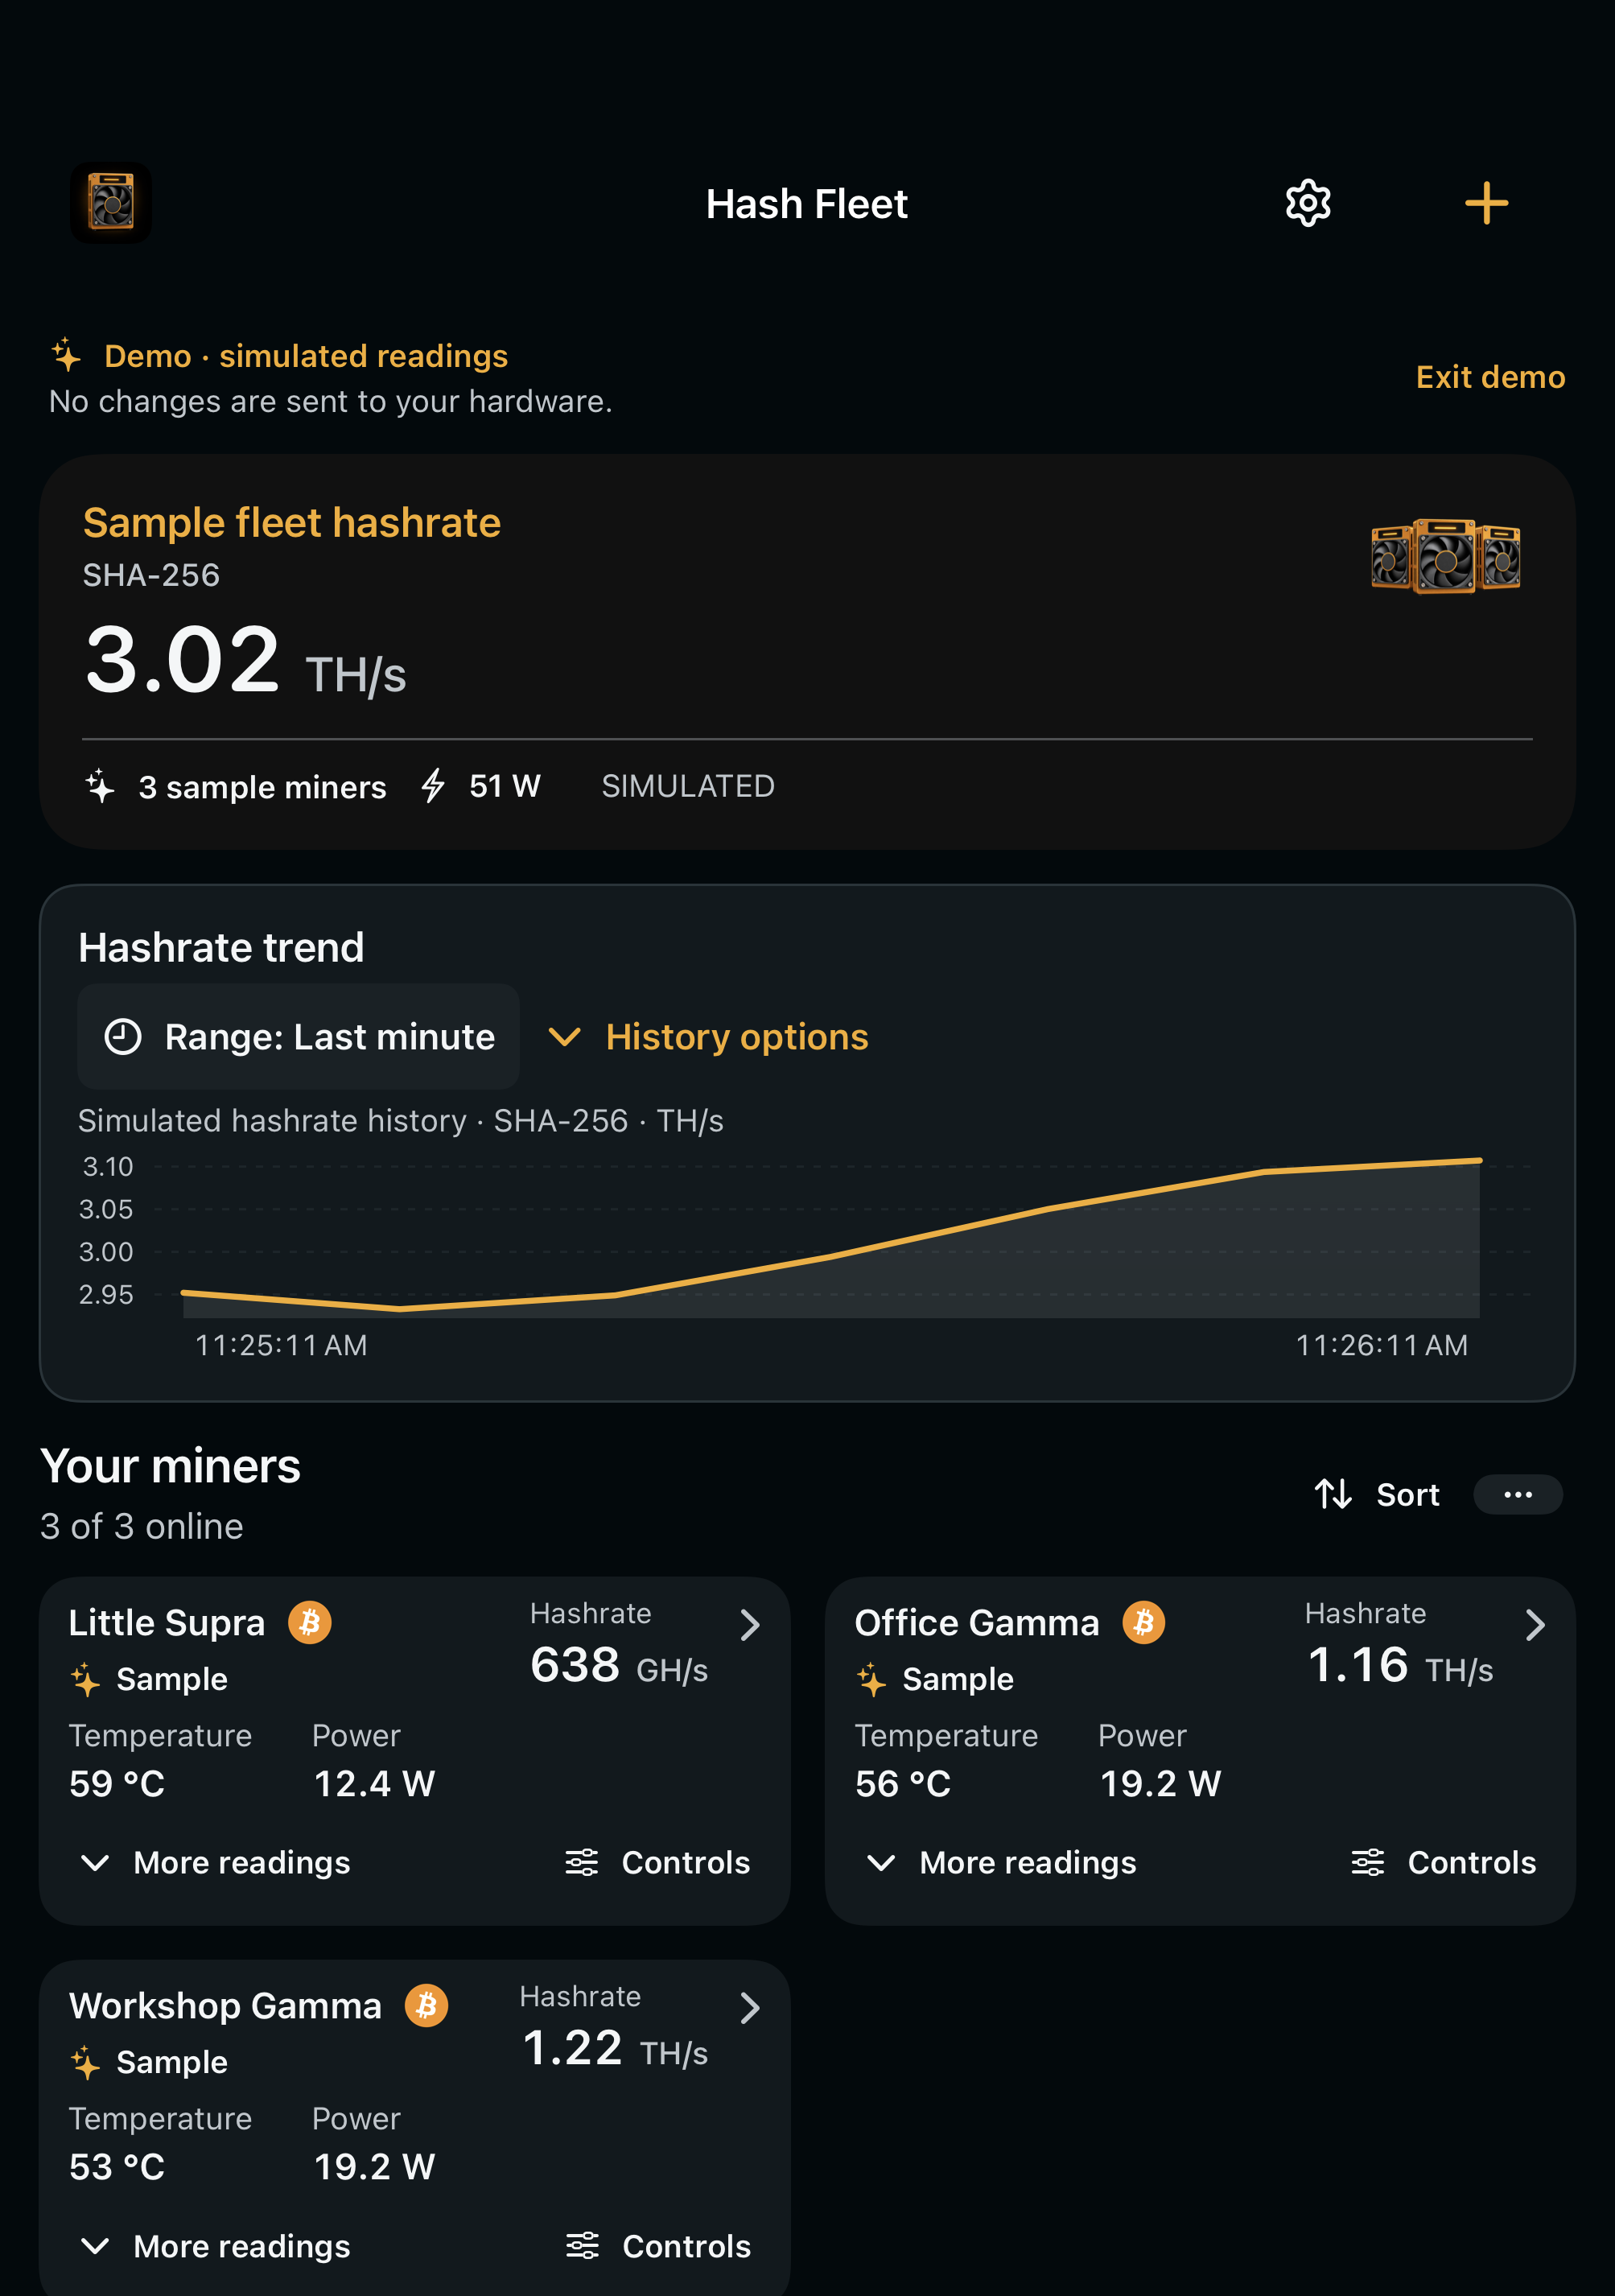 Hash Fleet
Demo · simulated readings
No changes are sent to your hardware.
Exit demo
Sample fleet hashrate
SHA-256
3.02 TH/s
3 sample miners 51 W SIMULATED
Hashrate trend
Range: Last minute History options
Simulated hashrate history · SHA-256 · TH/s
3.10
3.05
3.00
2.95
11:25:11 AM 11:26:11 AM
Your miners
3 of 3 online
Sort
Little Supra
Sample
Hashrate
638 GH/s
Temperature Power
59 °C 12.4 W
More readings Controls
Office Gamma
Sample
Hashrate
1.16 TH/s
Temperature Power
56 °C 19.2 W
More readings Controls
Workshop Gamma
Sample
Hashrate
1.22 TH/s
Temperature Power
53 °C 19.2 W
More readings Controls